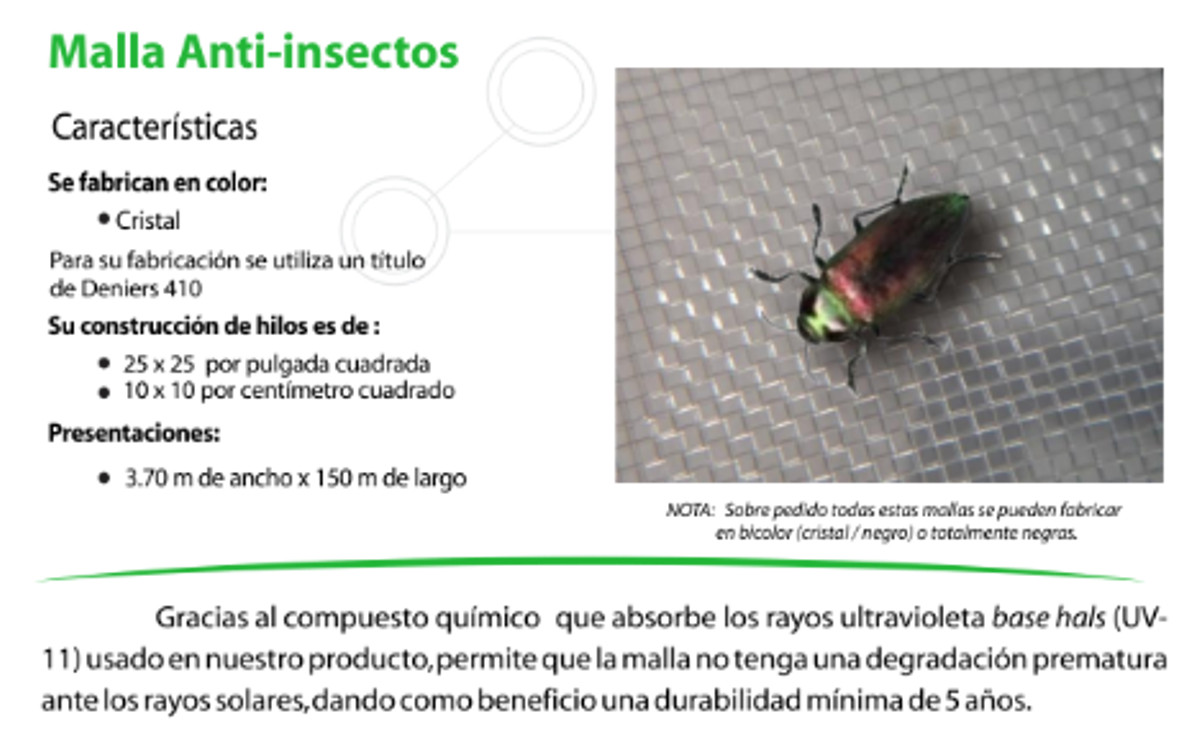 Malla Anti-insectos
Características
Se fabrican en color:
• Cristal
Para su fabricación se utiliza un título
de Deniers 410
Su construcción de hilos es de :
• 25 x 25 por pulgada cuadrada
• 10 x 10 por centímetro cuadrado
Presentaciones:
• 3.70 m de ancho x 150 m de largo
NOTA: Sobre pedido todas estas mallas se pueden fabricar
en bicolor (cristal / negro) o totalmente negras.
Gracias al compuesto químico que absorbe los rayos ultravioleta base hals (UV-
11) usado en nuestro producto, permite que la malla no tenga una degradación prematura
ante los rayos solares, dando como beneficio una durabilidad mínima de 5 años.